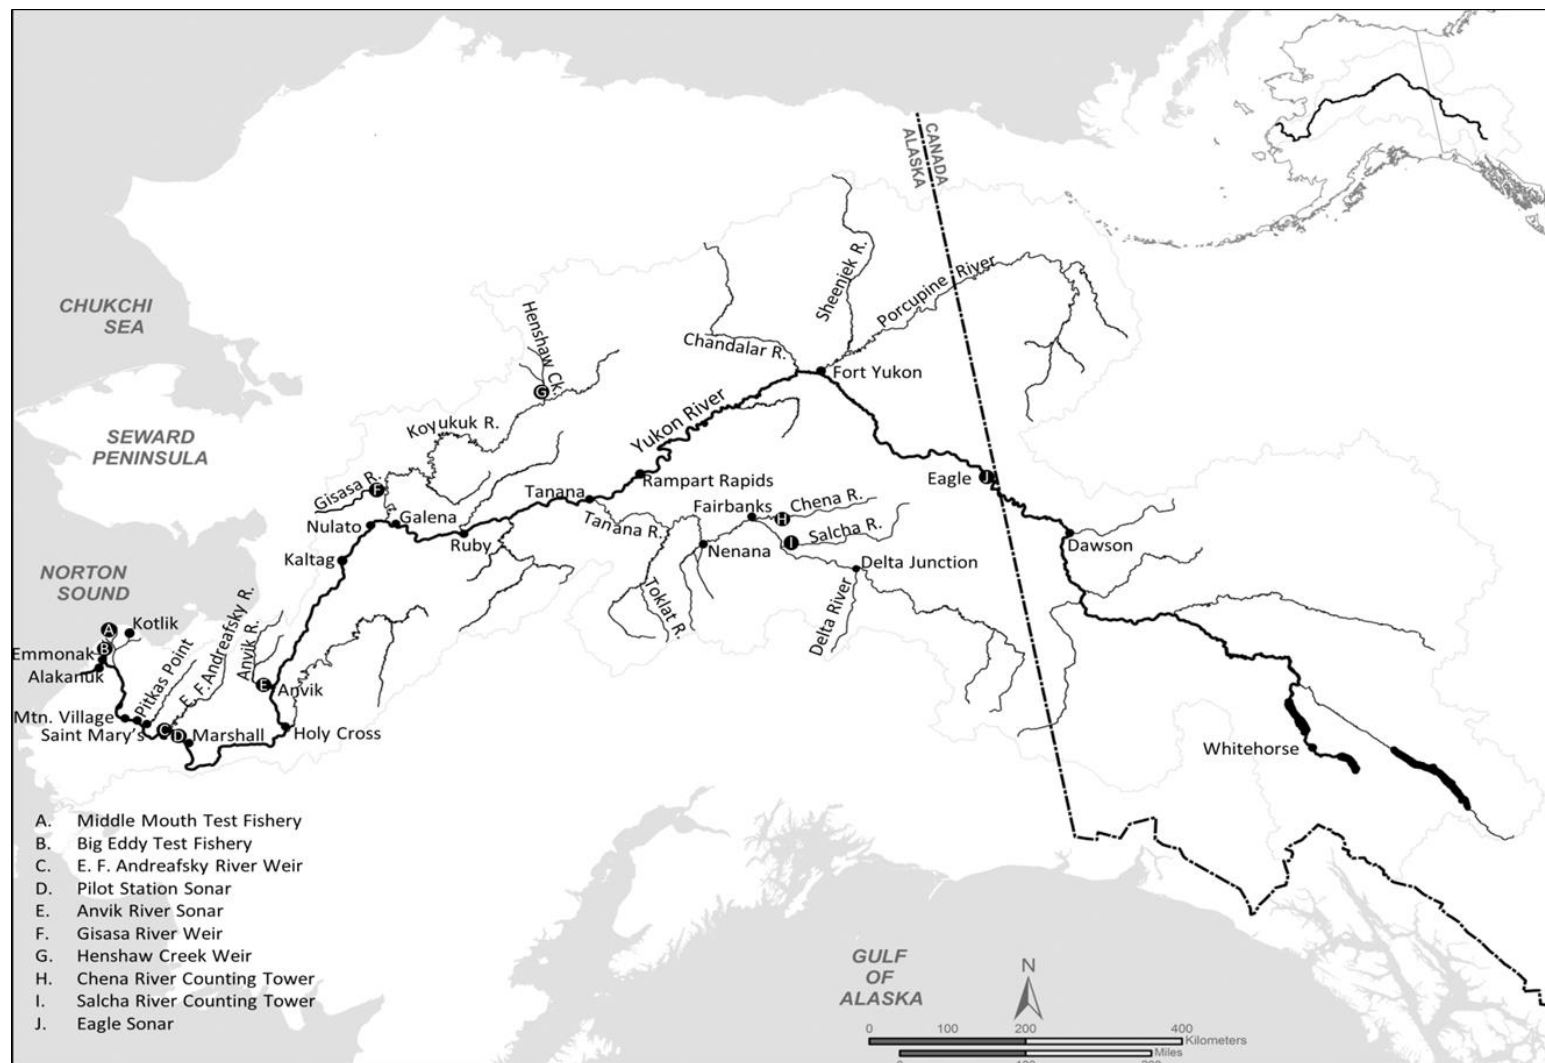 CANADA
ALASKA
CHUKCHI
SEA
SEWARD
PENINSULA
NORTON
SOUND
GULF
OF
ALASKA
Sheenjek R.
Porcupine River
Chandalar R.
Fort Yukon
Henshaw Ck.
G
Koyukuk R.
Yukon River
Gisasa R.
F
Rampart Rapids
Tanana
Eagle
J
Nulato
Galena
Fairbanks
Chena R.
H
Tanana R.
Salcha R.
I
Ruby
Nenana
Dawson
Kaltag
Delta Junction
Toklat R.
Delta River
A
Kotlik
B
Emmonak
Alakanuk
Pitkas Point
E. F. Andreafsky R.
Anvik R.
E
Anvik
Mtn. Village
Saint Mary's
C
D
Marshall
Holy Cross
Whitehorse
A. Middle Mouth Test Fishery
B. Big Eddy Test Fishery
C. E. F. Andreafsky River Weir
D. Pilot Station Sonar
E. Anvik River Sonar
F. Gisasa River Weir
G. Henshaw Creek Weir
H. Chena River Counting Tower
I. Salcha River Counting Tower
J. Eagle Sonar
N
0 100 200 400
Kilometers
Miles